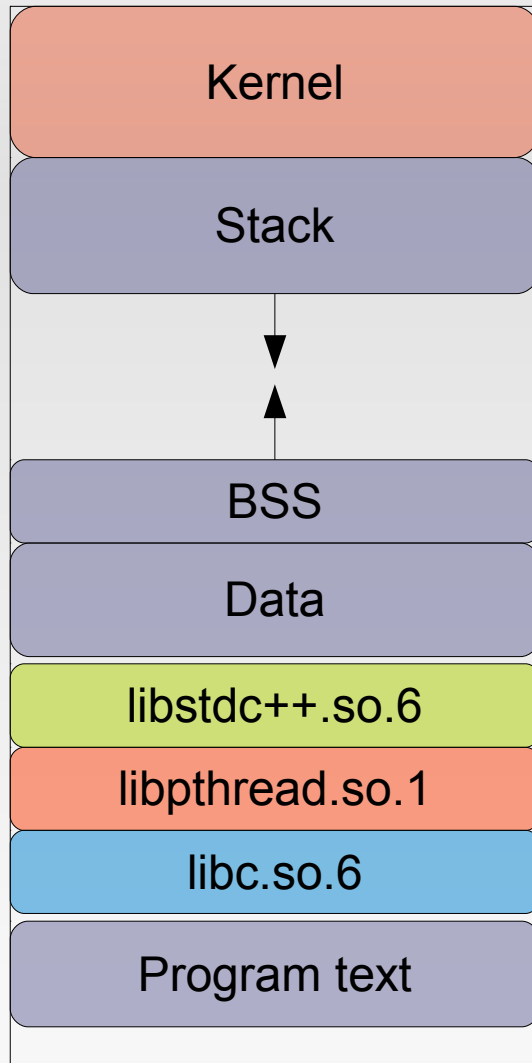 Kernel
Stack
BSS
Data
libstdc++.so.6
libpthread.so.1
libc.so.6
Program text